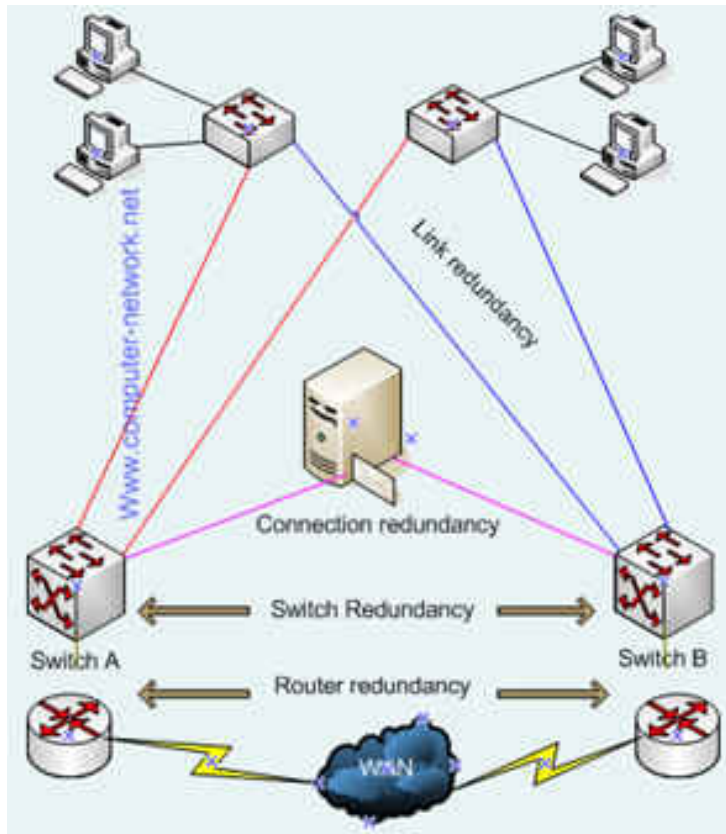 Www.computer-network.net
Link redundancy
Connection redundancy
Switch Redundancy
Switch A
Switch B
Router redundancy
WAN